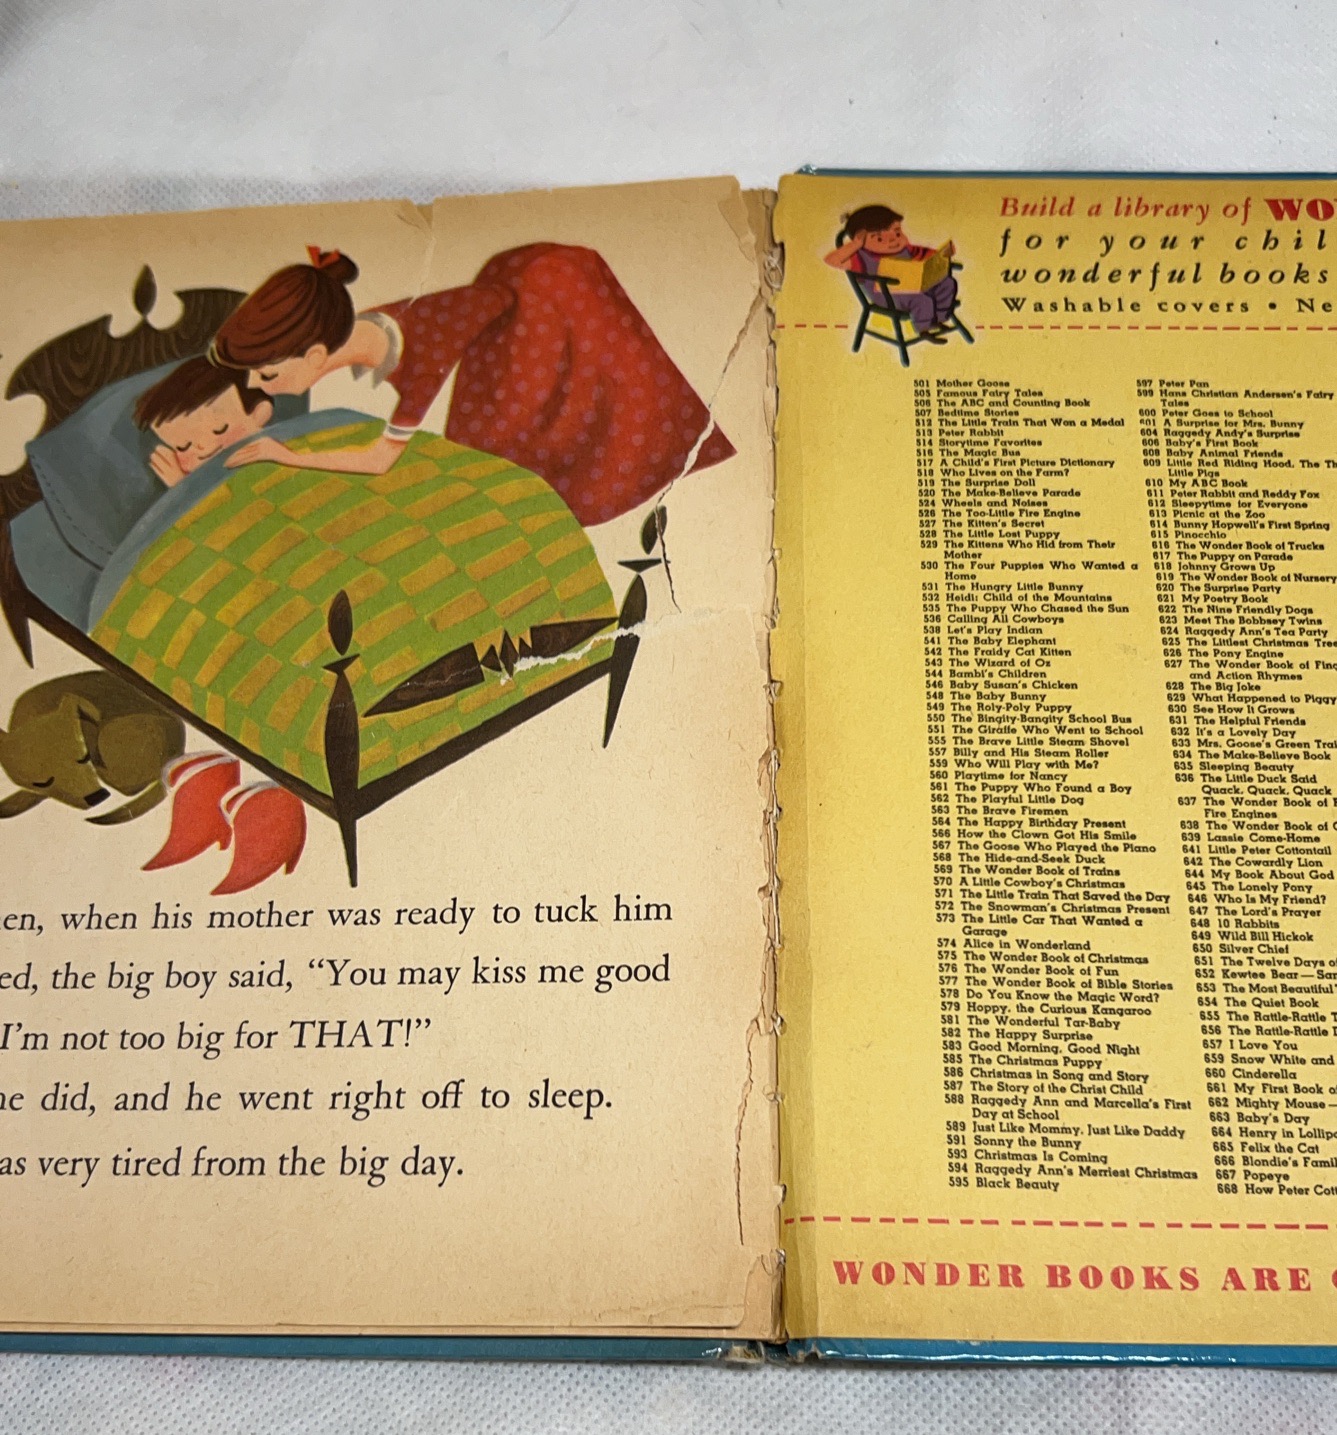 en, when his mother was ready to tuck him
ed, the big boy said, “You may kiss me good
I’m not too big for THAT!”
he did, and he went right off to sleep.
as very tired from the big day.
Build a library of WO
for your chil
wonderful books
Washable covers • Ne
501 Mother Goose
505 Famous Fairy Tales
506 The ABC and Counting Book
507 Bedtime Stories
512 The Little Train That Won a Medal
513 Peter Rabbit
514 Storytime Favorites
516 The Magic Bus
517 A Child's First Picture Dictionary
518 Who Lives on the Farm?
519 The Surprise Doll
520 The Make-Believe Parade
524 Wheels and Noises
526 The Too-Little Fire Engine
527 The Kitten's Secret
528 The Little Lost Puppy
529 The Kittens Who Hid from Their
Mother
530 The Four Puppies Who Wanted a
Home
531 The Hungry Little Bunny
532 Heidi: Child of the Mountains
535 The Puppy Who Chased the Sun
536 Calling All Cowboys
538 Let's Play Indian
541 The Baby Elephant
542 The Fraidy Cat Kitten
543 The Wizard of Oz
544 Bambi's Children
546 Baby Susan's Chicken
548 The Baby Bunny
549 The Roly-Poly Puppy
550 The Bingity-Bangity School Bus
551 The Giraffe Who Went to School
555 The Brave Little Steam Shovel
557 Billy and His Steam Roller
559 Who Will Play with Me?
560 Playtime for Nancy
561 The Puppy Who Found a Boy
562 The Playful Little Dog
563 The Brave Firemen
564 The Happy Birthday Present
566 How the Clown Got His Smile
567 The Goose Who Played the Piano
568 The Hide-and-Seek Duck
569 The Wonder Book of Trains
570 A Little Cowboy's Christmas
571 The Little Train That Saved the Day
572 The Snowman's Christmas Present
573 The Little Car That Wanted a
Garage
574 Alice in Wonderland
575 The Wonder Book of Christmas
576 The Wonder Book of Fun
577 The Wonder Book of Bible Stories
578 Do You Know the Magic Word?
579 Hoppy, the Curious Kangaroo
581 The Wonderful Tar-Baby
582 The Happy Surprise
583 Good Morning, Good Night
585 The Christmas Puppy
586 Christmas in Song and Story
587 The Story of the Christ Child
588 Raggedy Ann and Marcella's First
Day at School
589 Just Like Mommy, Just Like Daddy
591 Sonny the Bunny
593 Christmas Is Coming
594 Raggedy Ann's Merriest Christmas
595 Black Beauty
597 Peter Pan
599 Hans Christian Andersen's Fairy
Tales
600 Peter Goes to School
601 A Surprise for Mrs. Bunny
604 Raggedy Andy's Surprise
606 Baby's First Book
608 Baby Animal Friends
609 Little Red Riding Hood, The Th
Little Pigs
610 My ABC Book
611 Peter Rabbit and Reddy Fox
612 Sleepytime for Everyone
613 Picnic at the Zoo
614 Bunny Hopwell's First Spring
615 Pinocchio
616 The Wonder Book of Trucks
617 The Puppy on Parade
618 Johnny Grows Up
619 The Wonder Book of Nursery
620 The Surprise Party
621 My Poetry Book
622 The Nine Friendly Dogs
623 Meet The Bobbsey Twins
624 Raggedy Ann's Tea Party
625 The Littlest Christmas Tree
626 The Pony Engine
627 The Wonder Book of Fing
and Action Rhymes
628 The Big Joke
629 What Happened to Piggy
630 See How It Grows
631 The Helpful Friends
632 It's a Lovely Day
633 Mrs. Goose's Green Trai
634 The Make-Believe Book
635 Sleeping Beauty
636 The Little Duck Said
Quack, Quack, Quack
637 The Wonder Book of F
Fire Engines
638 The Wonder Book of C
639 Lassie Come-Home
641 Little Peter Cottontail
642 The Cowardly Lion
644 My Book About God
645 The Lonely Pony
646 Who Is My Friend?
647 The Lord's Prayer
648 10 Rabbits
649 Wild Bill Hickok
650 Silver Chief
651 The Twelve Days o
652 Kewtee Bear—San
653 The Most Beautiful
654 The Quiet Book
655 The Rattle-Rattle T
656 The Rattle-Rattle D
657 I Love You
659 Snow White and
660 Cinderella
661 My First Book o
662 Mighty Mouse—
663 Baby's Day
664 Henry in Lollipo
665 Felix the Cat
666 Blondie's Famil
667 Popeye
668 How Peter Cott
WONDER BOOKS ARE